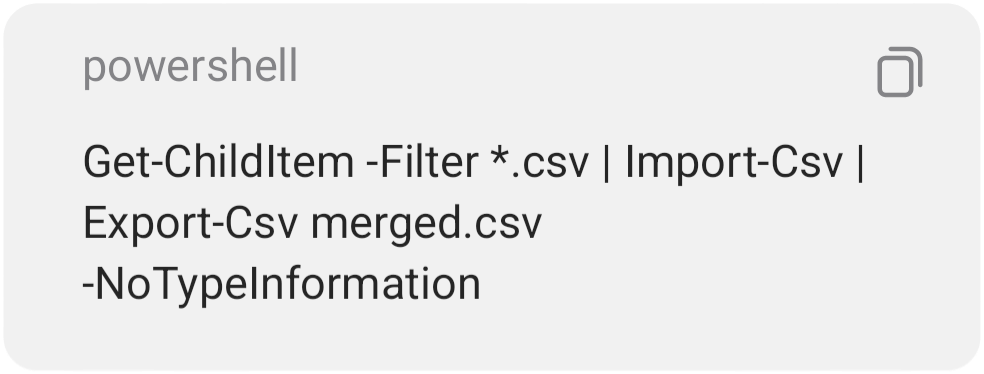 powershell
Get-ChildItem -Filter *.csv | Import-Csv |
Export-Csv merged.csv
-NoTypeInformation